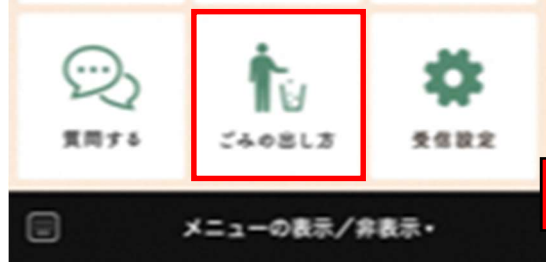 質問する
ごみの出し方
受信設定
メニューの表示／非表示▾